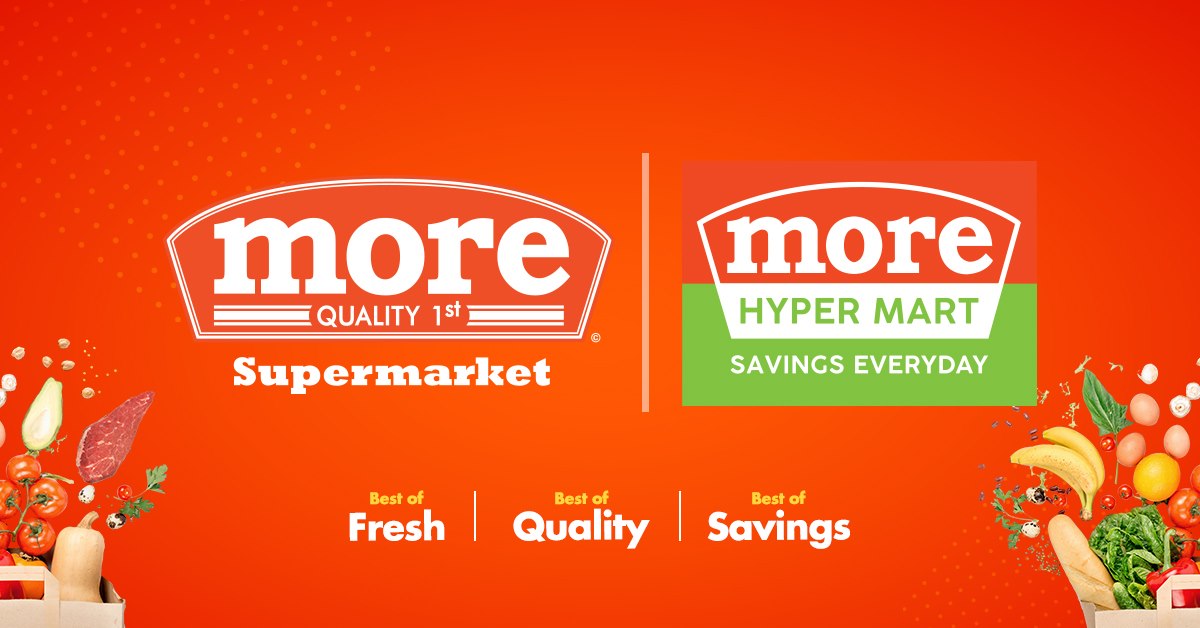 more
QUALITY 1st
©
Supermarket
more
HYPER MART
SAVINGS EVERYDAY
Best of
Fresh
Best of
Quality
Best of
Savings